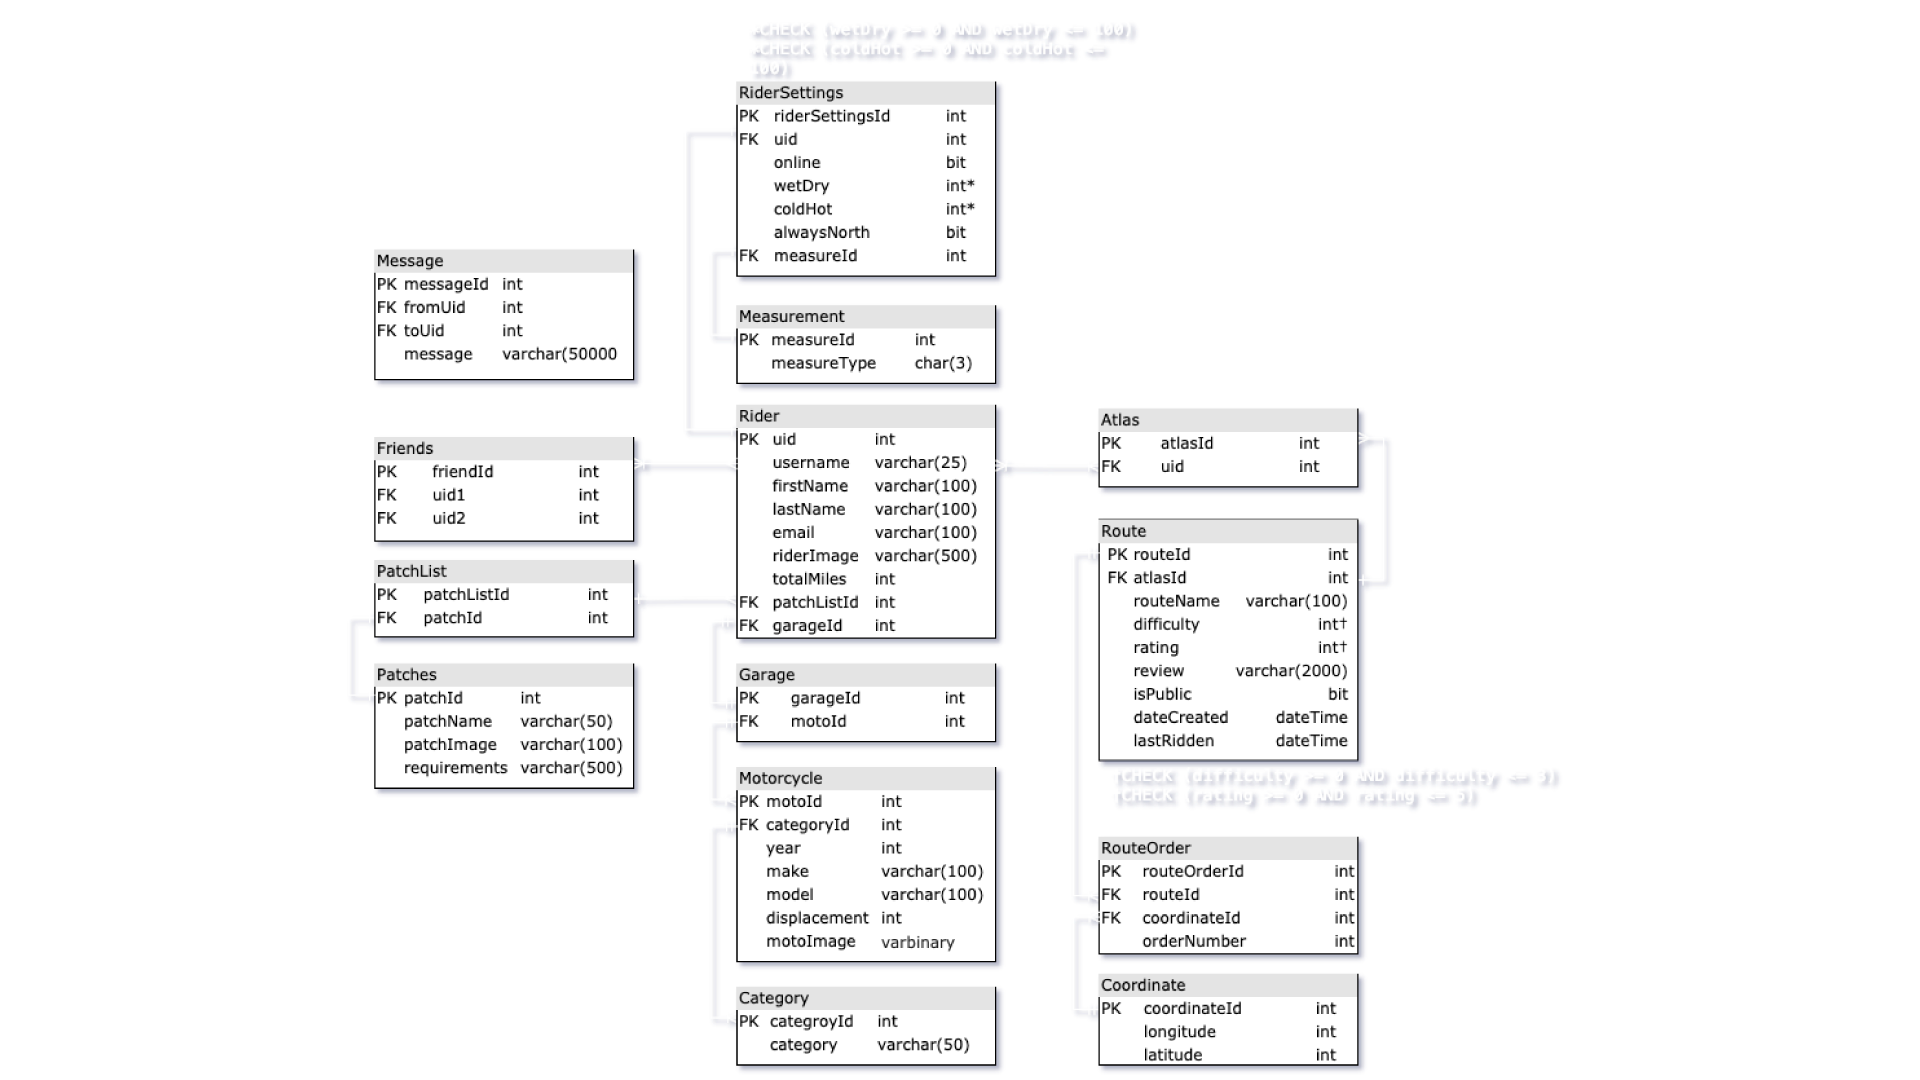 *CHECK (wetDry >= 0 AND wetDry <= 100)
*CHECK (coldHot >= 0 AND coldHot <=
100)
RiderSettings
PK riderSettingsId int
FK uid int
online bit
wetDry int*
coldHot int*
alwaysNorth bit
FK measureId int
Message
PK messageId int
FK fromUid int
FK toUid int
message varchar(50000
Measurement
PK measureId int
measureType char(3)
Rider
PK uid int
username varchar(25)
firstName varchar(100)
lastName varchar(100)
email varchar(100)
riderImage varchar(500)
totalMiles int
FK patchListId int
FK garageId int
Atlas
PK atlasId int
FK uid int
Friends
PK friendId int
FK uid1 int
FK uid2 int
Route
PK routeId int
FK atlasId int
routeName varchar(100)
difficulty int†
rating int†
review varchar(2000)
isPublic bit
dateCreated dateTime
lastRidden dateTime
†CHECK (difficulty >= 0 AND difficulty <= 3)
†CHECK (rating >= 0 AND rating <= 5)
PatchList
PK patchListId int
FK patchId int
Patches
PK patchId int
patchName varchar(50)
patchImage varchar(100)
requirements varchar(500)
Garage
PK garageId int
FK motoId int
Motorcycle
PK motoId int
FK categoryId int
year int
make varchar(100)
model varchar(100)
displacement int
motoImage varbinary
RouteOrder
PK routeOrderId int
FK routeId int
FK coordinateId int
orderNumber int
Category
PK categroyId int
category varchar(50)
Coordinate
PK coordinateId int
longitude int
latitude int